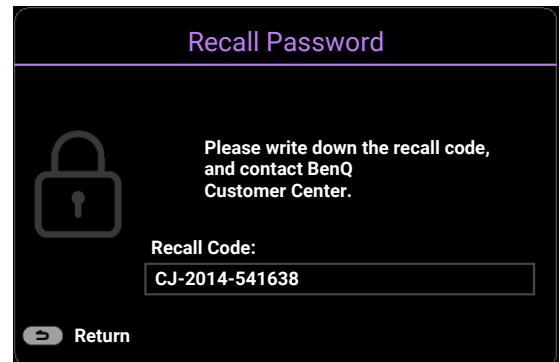 Recall Password
Please write down the recall code,
and contact BenQ
Customer Center.
Recall Code:
CJ-2014-541638
Return